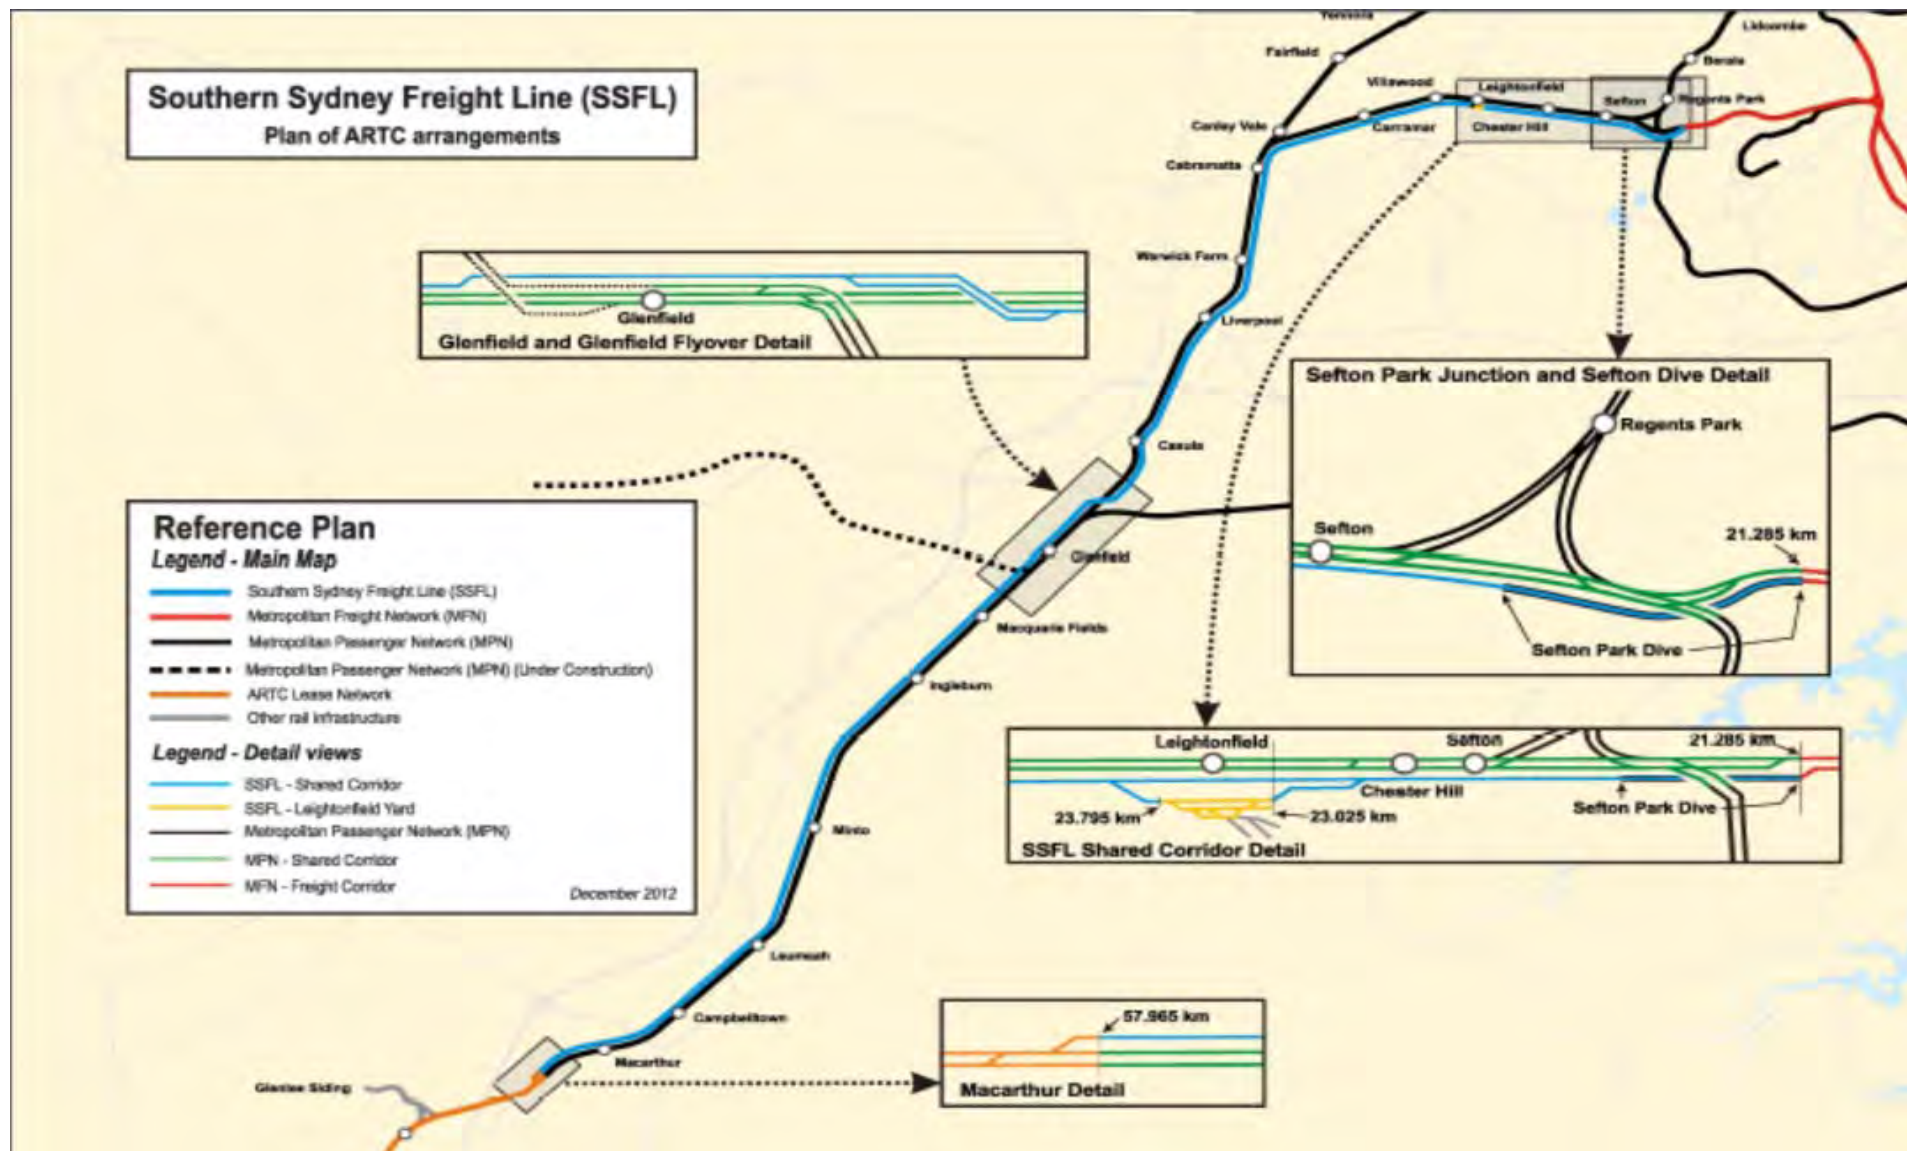 Southern Sydney Freight Line (SSFL)
Plan of ARTC arrangements
Fairfield
Canley Vale
Cabramatta
Warwick Farm
Liverpool
Casula
Glenfield
Macquarie Fields
Ingleburn
Minto
Leumeah
Campbelltown
Macarthur
Glenlee Siding
Villawood
Carramar
Leightonfield
Chester Hill
Sefton
Regents Park
Berala
Lidcombe
Glenfield
Glenfield and Glenfield Flyover Detail
Sefton Park Junction and Sefton Dive Detail
Regents Park
Sefton
21.285 km
Sefton Park Dive
Leightonfield
Sefton
21.285 km
Chester Hill
Sefton Park Dive
23.795 km
23.025 km
SSFL Shared Corridor Detail
57.965 km
Macarthur Detail
Reference Plan
Legend - Main Map
Southern Sydney Freight Line (SSFL)
Metropolitan Freight Network (MFN)
Metropolitan Passenger Network (MPN)
Metropolitan Passenger Network (MPN) (Under Construction)
ARTC Lease Network
Other rail infrastructure
Legend - Detail views
SSFL - Shared Corridor
SSFL - Leightonfield Yard
Metropolitan Passenger Network (MPN)
MPN - Shared Corridor
MFN - Freight Corridor
December 2012